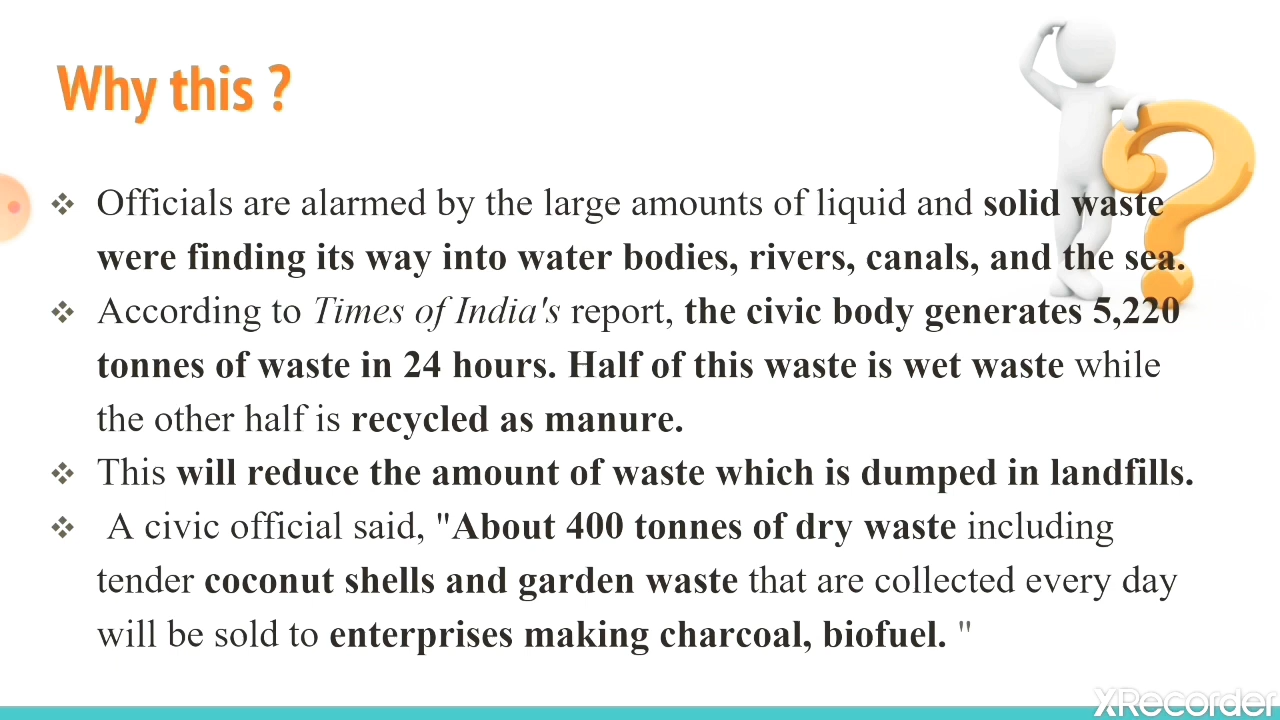 Why this ?
❖ Officials are alarmed by the large amounts of liquid and solid waste
were finding its way into water bodies, rivers, canals, and the sea.
❖ According to Times of India's report, the civic body generates 5,220
tonnes of waste in 24 hours. Half of this waste is wet waste while
the other half is recycled as manure.
❖ This will reduce the amount of waste which is dumped in landfills.
❖ A civic official said, "About 400 tonnes of dry waste including
tender coconut shells and garden waste that are collected every day
will be sold to enterprises making charcoal, biofuel. "
XRecorder